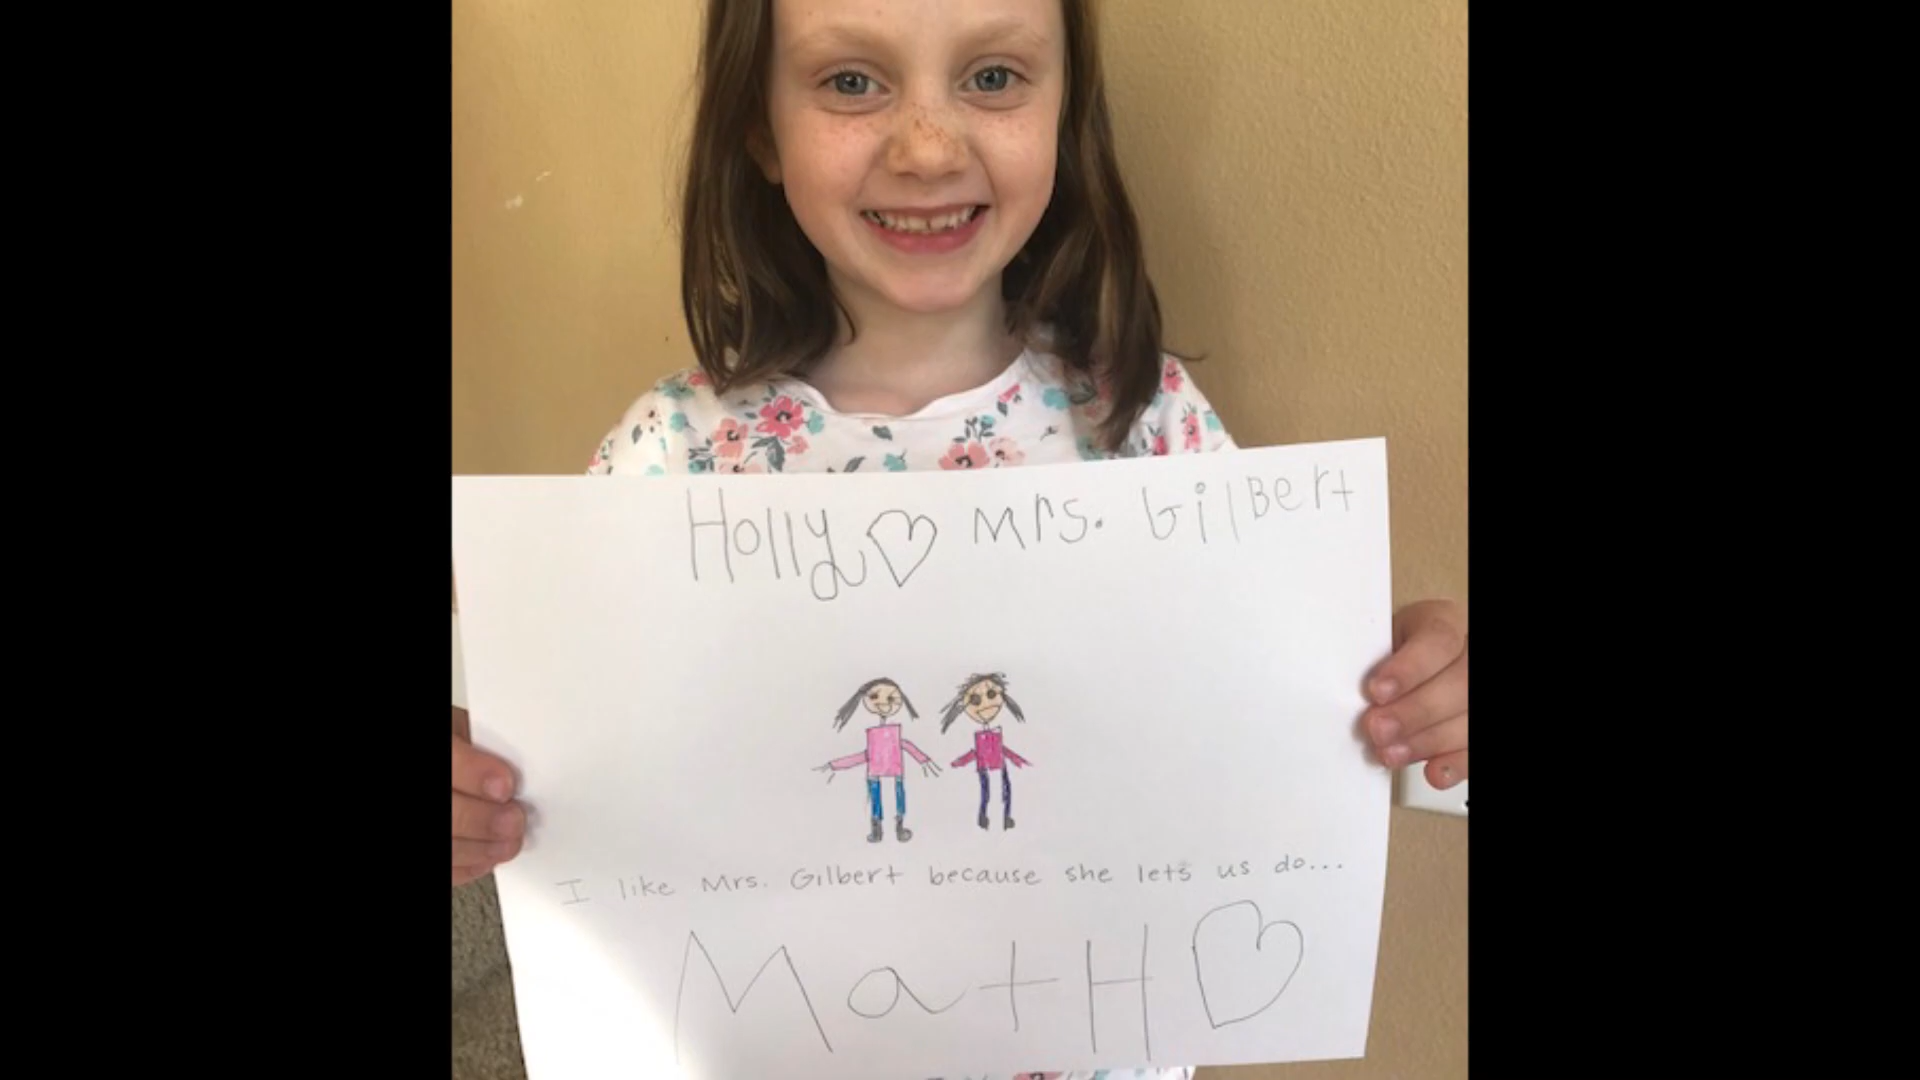 Holly ♡ Mrs. GilBert
I like Mrs. Gilbert because she lets us do...
MatH ♡